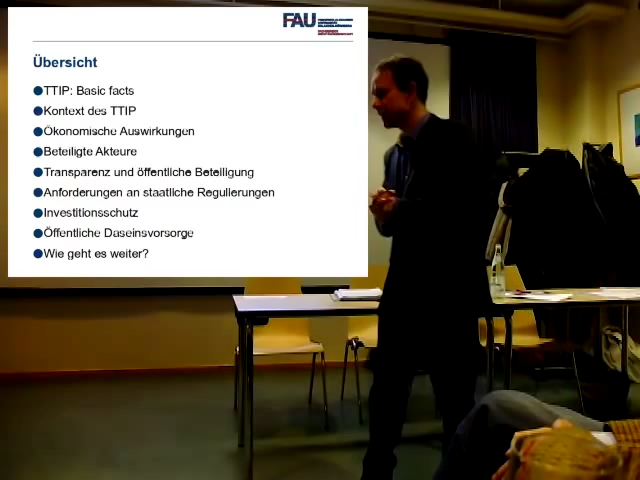 FAU
Übersicht
TTIP: Basic facts
Kontext des TTIP
Ökonomische Auswirkungen
Beteiligte Akteure
Transparenz und öffentliche Beteiligung
Anforderungen an staatliche Regulierungen
Investitionsschutz
Öffentliche Daseinsvorsorge
Wie geht es weiter?